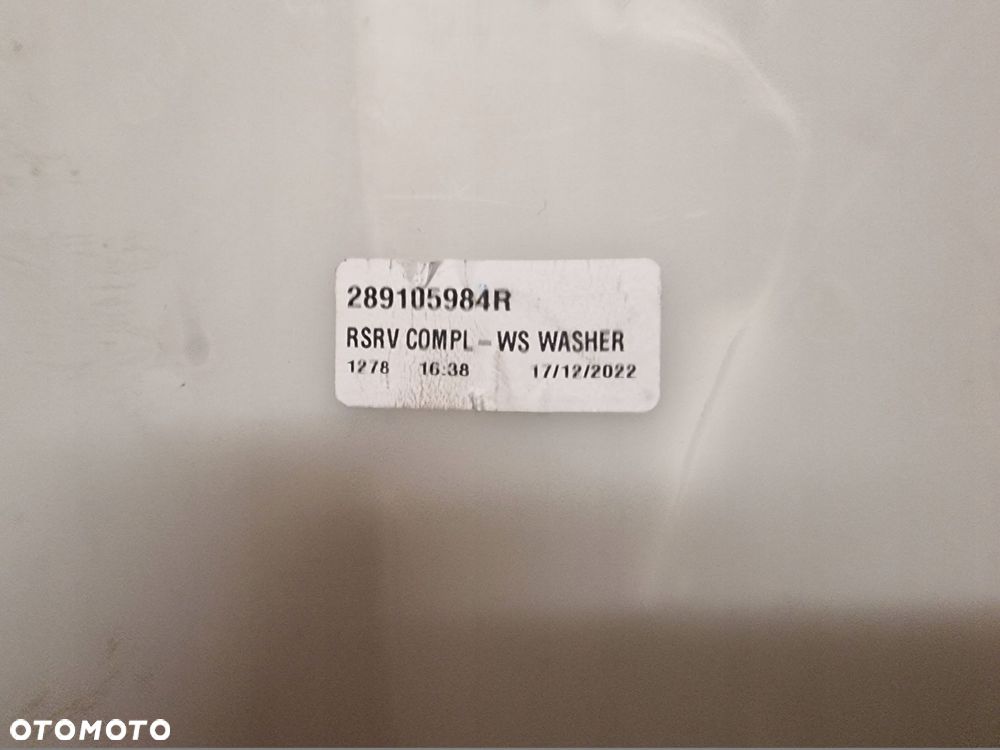 289105984R
RSRV COMPL - WS WASHER
1278 16:38 17/12/2022
OTOMOTO